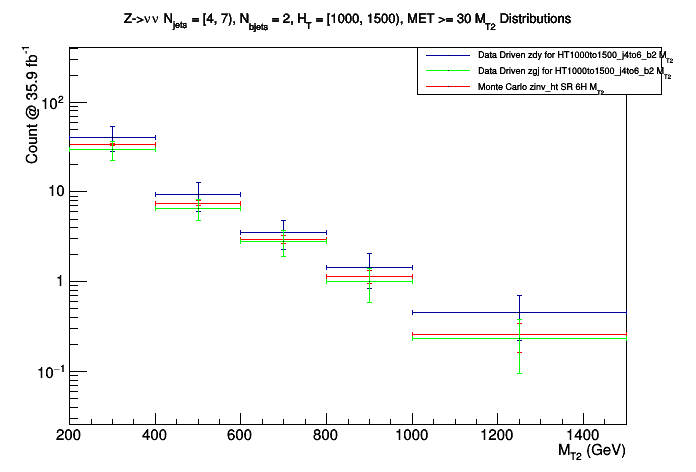 Z->νν N_jets = [4, 7), N_bjets = 2, H_T = [1000, 1500), MET >= 30 M_T2 Distributions
Data Driven zdy for HT1000to1500_j4to6_b2 M_T2
Data Driven zgj for HT1000to1500_j4to6_b2 M_T2
Monte Carlo zinv_ht SR 6H M_T2
Count @ 35.9 fb⁻¹
10²
10
1
10⁻¹
200 400 600 800 1000 1200 1400
M_T2 (GeV)